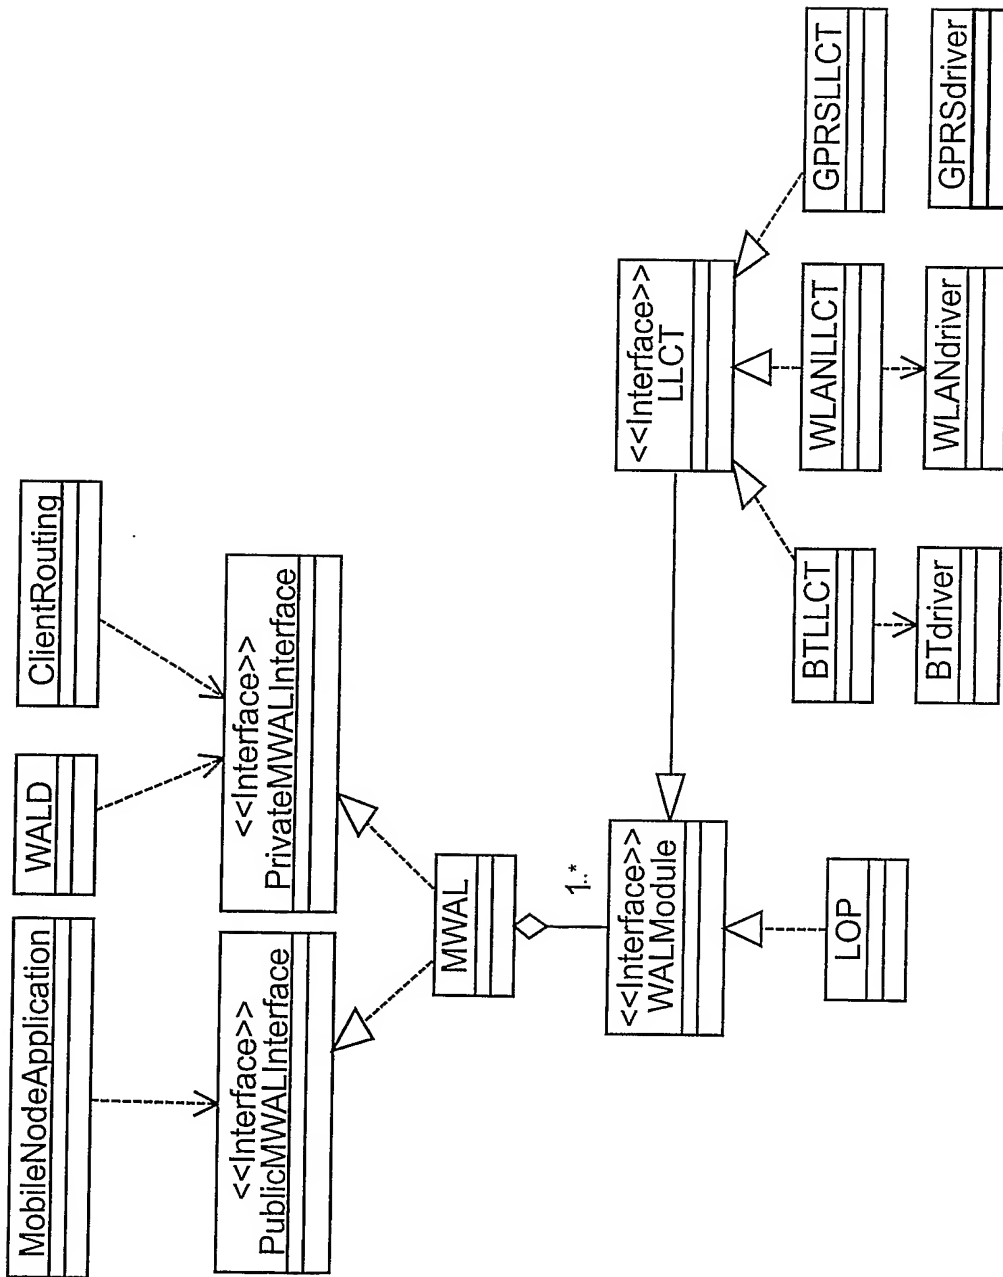 MobileNodeApplication
WALD
ClientRouting
<<Interface>>
PublicMWALInterface
<<Interface>>
PrivateMWALInterface
MWAL
1..*
<<Interface>>
WALModule
<<Interface>>
LLCT
LOP
BTLLCT
WLANLLCT
GPRSLLCT
BTdriver
WLANdriver
GPRSdriver